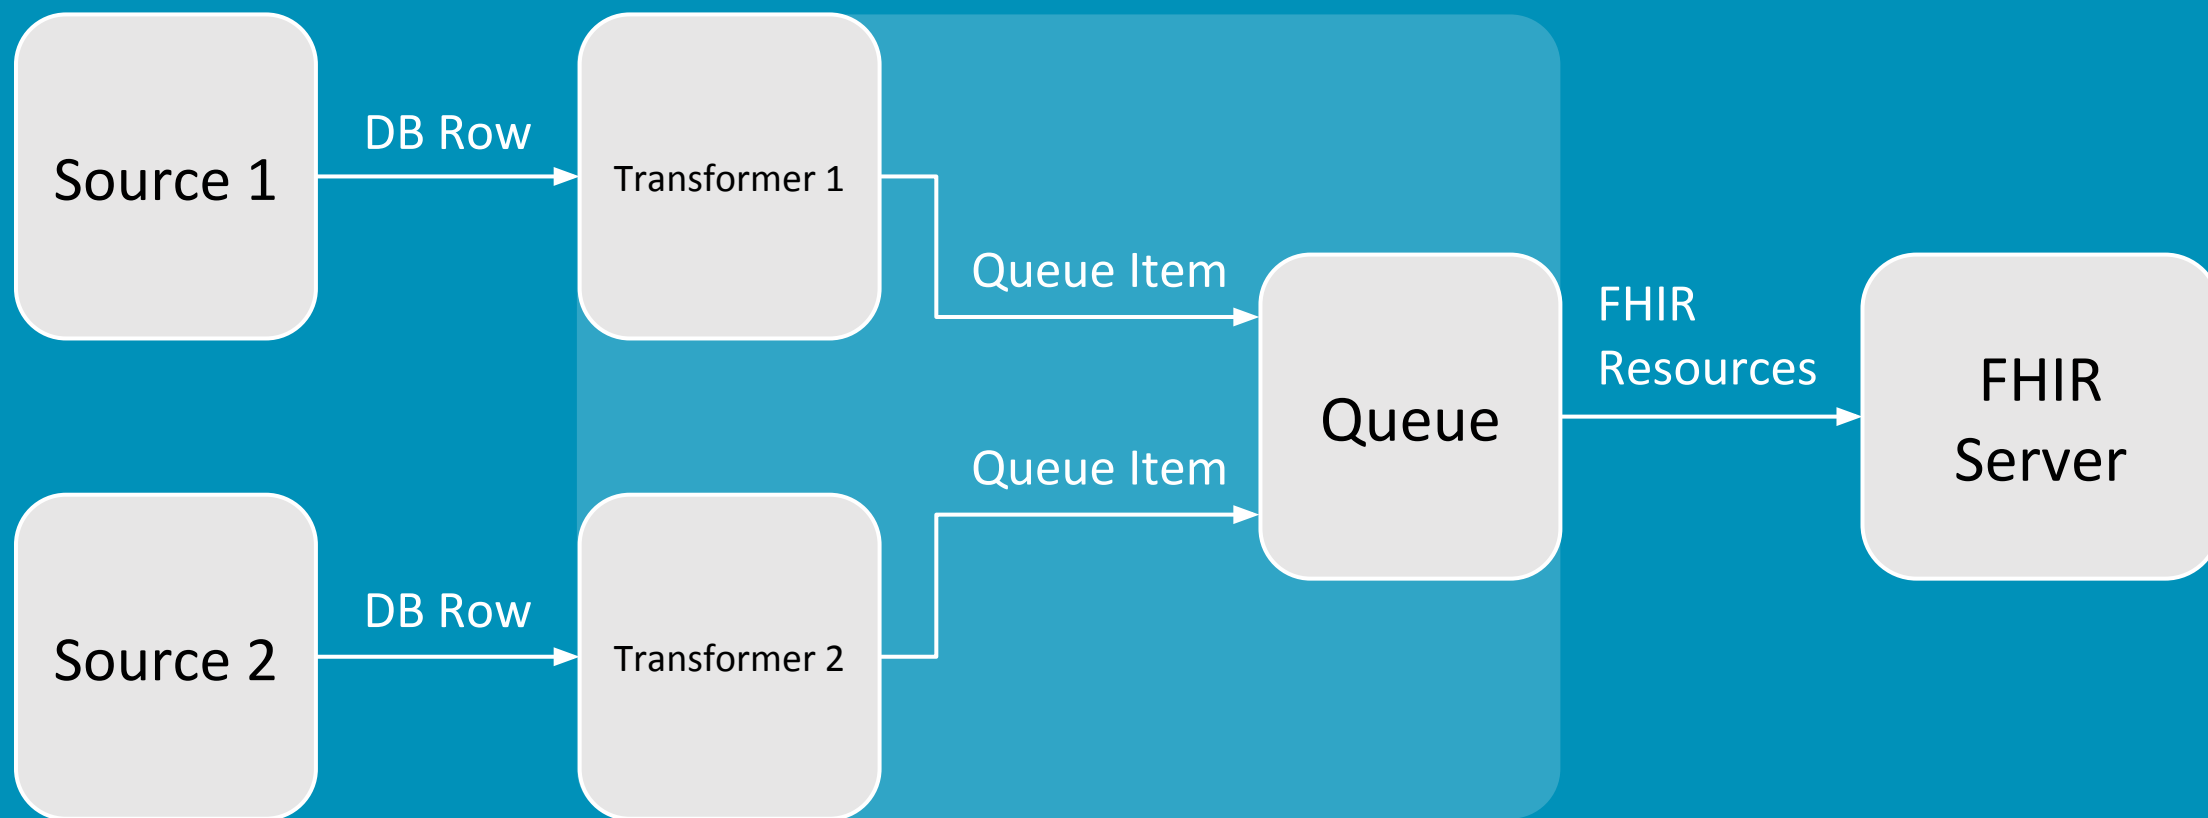 Source 1
DB Row
Transformer 1
Queue Item
Queue
FHIR
Resources
FHIR
Server
Queue Item
Source 2
DB Row
Transformer 2